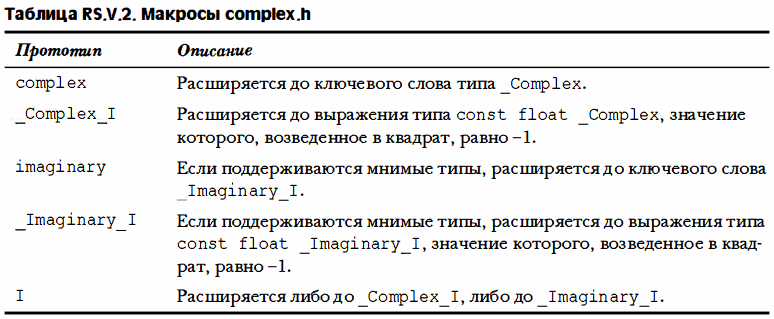 Таблица RS.V.2. Макросы complex.h
Прототип Описание
complex Расширяется до ключевого слова типа _Complex.
_Complex_I Расширяется до выражения типа const float _Complex, значение
которого, возведенное в квадрат, равно –1.
imaginary Если поддерживаются мнимые типы, расширяется до ключевого слова
_Imaginary_I.
_Imaginary_I Если поддерживаются мнимые типы, расширяется до выражения типа
const float _Imaginary_I, значение которого, возведенное в квад-
рат, равно –1.
I Расширяется либо до _Complex_I, либо до _Imaginary_I.